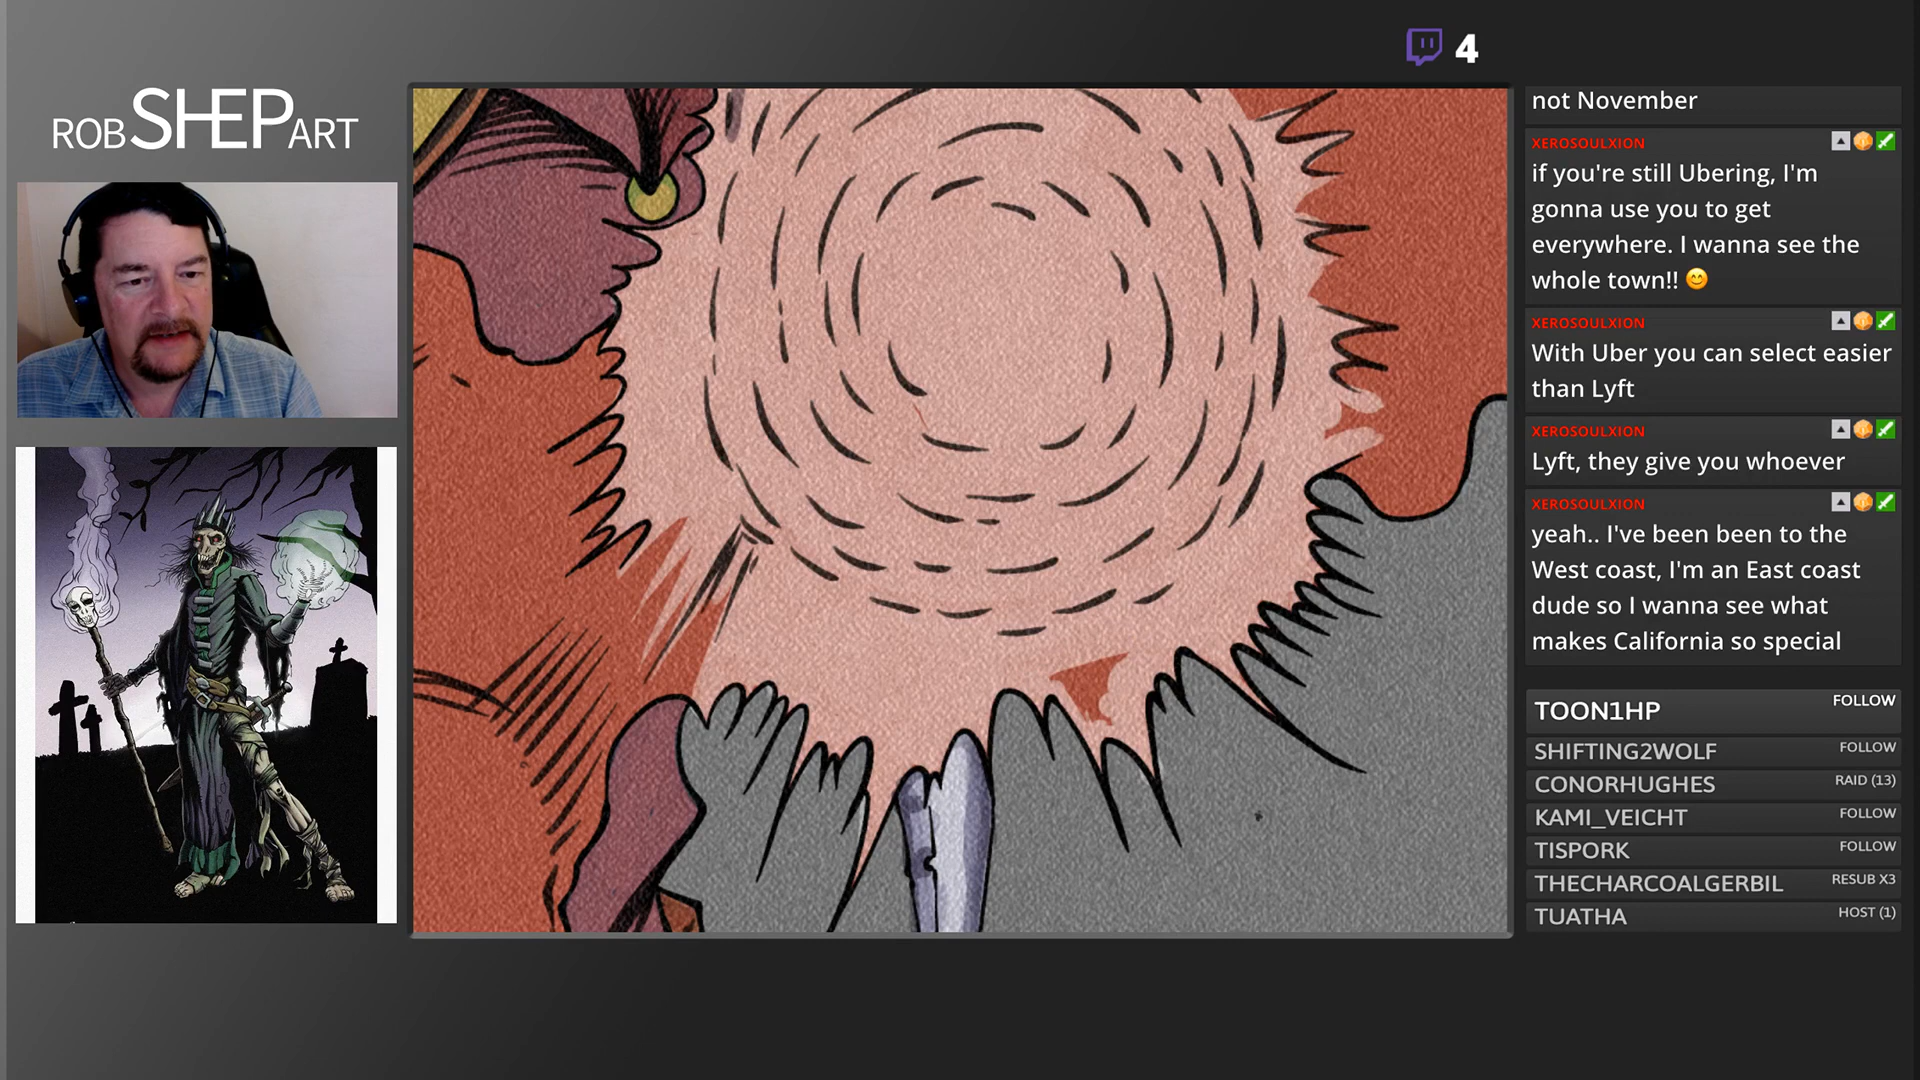 4
ROBSHEPART
not November
XEROSOULXION
if you're still Ubering, I'm
gonna use you to get
everywhere. I wanna see the
whole town!! 😊
XEROSOULXION
With Uber you can select easier
than Lyft
XEROSOULXION
Lyft, they give you whoever
XEROSOULXION
yeah.. I've been been to the
West coast, I'm an East coast
dude so I wanna see what
makes California so special
TOON1HP FOLLOW
SHIFTING2WOLF FOLLOW
CONORHUGHES RAID (13)
KAMI_VEICHT FOLLOW
TISPORK FOLLOW
THECHARCOALGERBIL RESUB X3
TUATHA HOST (1)